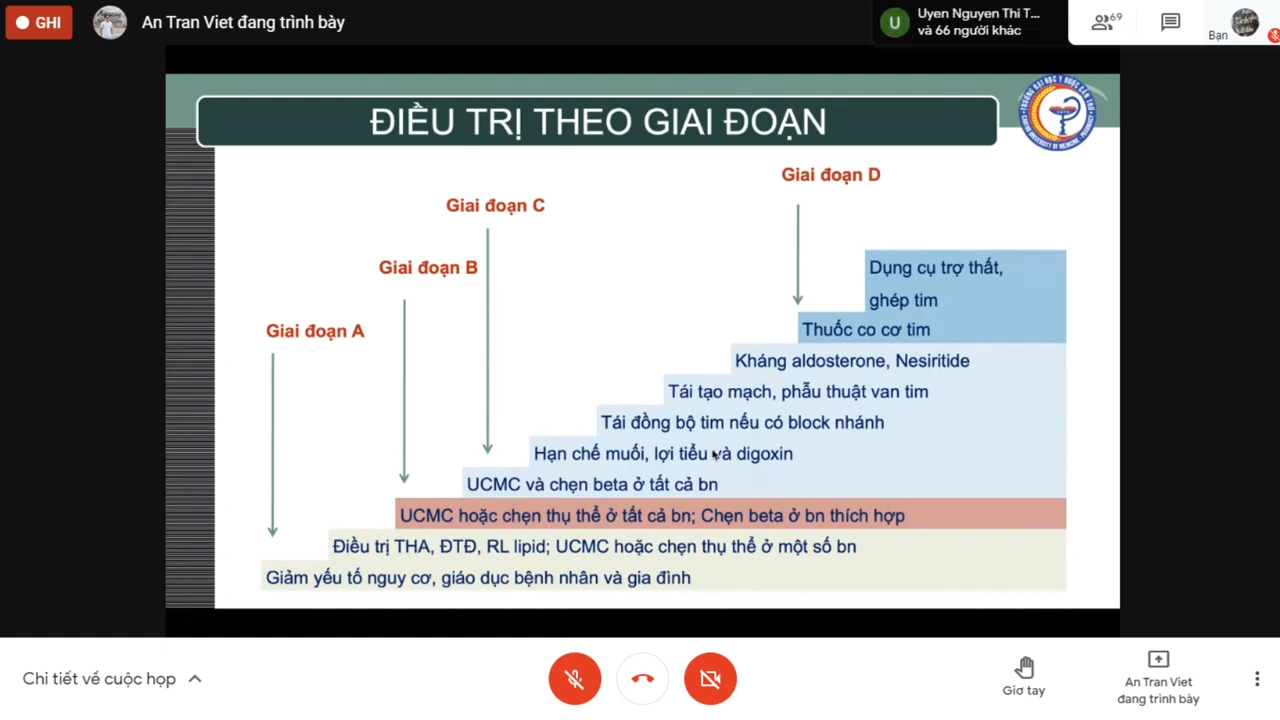 GHI
An Tran Viet đang trình bày
Uyen Nguyen Thi T...
và 66 người khác
69
U
Bạn
ĐIỀU TRỊ THEO GIAI ĐOẠN
Giai đoạn D
Giai đoạn C
Giai đoạn B
Giai đoạn A
Dụng cụ trợ thất,
ghép tim
Thuốc co cơ tim
Kháng aldosterone, Nesiritide
Tái tạo mạch, phẫu thuật van tim
Tái đồng bộ tim nếu có block nhánh
Hạn chế muối, lợi tiểu và digoxin
UCMC và chẹn beta ở tất cả bn
UCMC hoặc chẹn thụ thể ở tất cả bn; Chẹn beta ở bn thích hợp
Điều trị THA, ĐTĐ, RL lipid; UCMC hoặc chẹn thụ thể ở một số bn
Giảm yếu tố nguy cơ, giáo dục bệnh nhân và gia đình
Chi tiết về cuộc họp
Giơ tay
An Tran Viet
đang trình bày